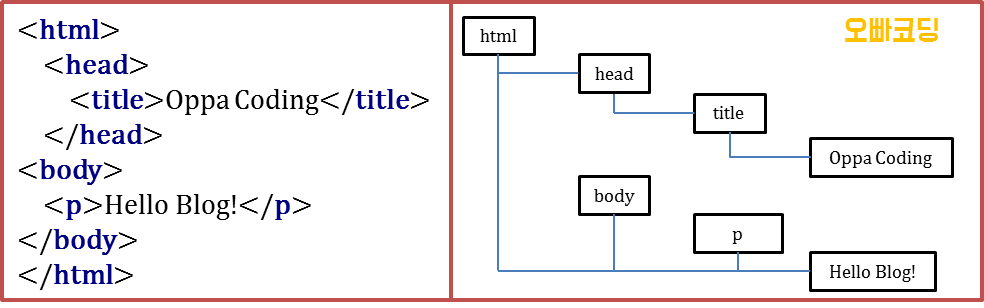 <html>
<head>
<title>Oppa Coding</title>
</head>
<body>
<p>Hello Blog!</p>
</body>
</html>
오빠코딩
html
head
title
Oppa Coding
body
p
Hello Blog!